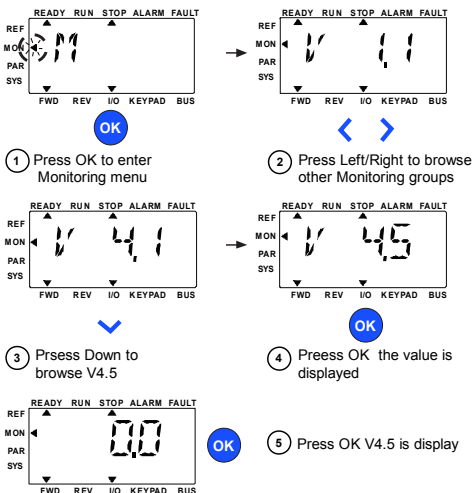 READY RUN STOP ALARM FAULT
REF
MON
PAR
SYS
M
FWD REV I/O KEYPAD BUS
OK
1 Press OK to enter
Monitoring menu
READY RUN STOP ALARM FAULT
REF
MON
PAR
SYS
V 1.1
FWD REV I/O KEYPAD BUS
2 Press Left/Right to browse
other Monitoring groups
READY RUN STOP ALARM FAULT
REF
MON
PAR
SYS
V 4.1
FWD REV I/O KEYPAD BUS
3 Prsess Down to
browse V4.5
READY RUN STOP ALARM FAULT
REF
MON
PAR
SYS
V 4.5
FWD REV I/O KEYPAD BUS
OK
4 Preess OK the value is
displayed
READY RUN STOP ALARM FAULT
REF
MON
PAR
SYS
0.0
FWD REV I/O KEYPAD BUS
OK
5 Press OK V4.5 is display